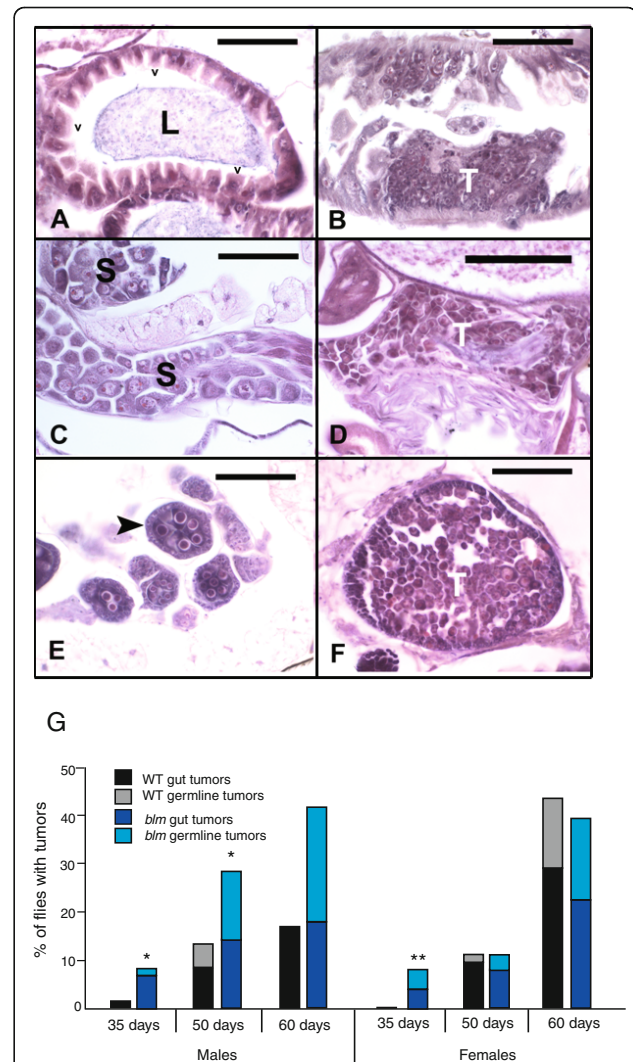 v
L
v
v
A
T
B
S
S
C
T
D
E
T
F
G
50
40
30
20
10
0
% of flies with tumors
WT gut tumors
WT germline tumors
blm gut tumors
blm germline tumors
*
*
**
35 days 50 days 60 days 35 days 50 days 60 days
Males Females